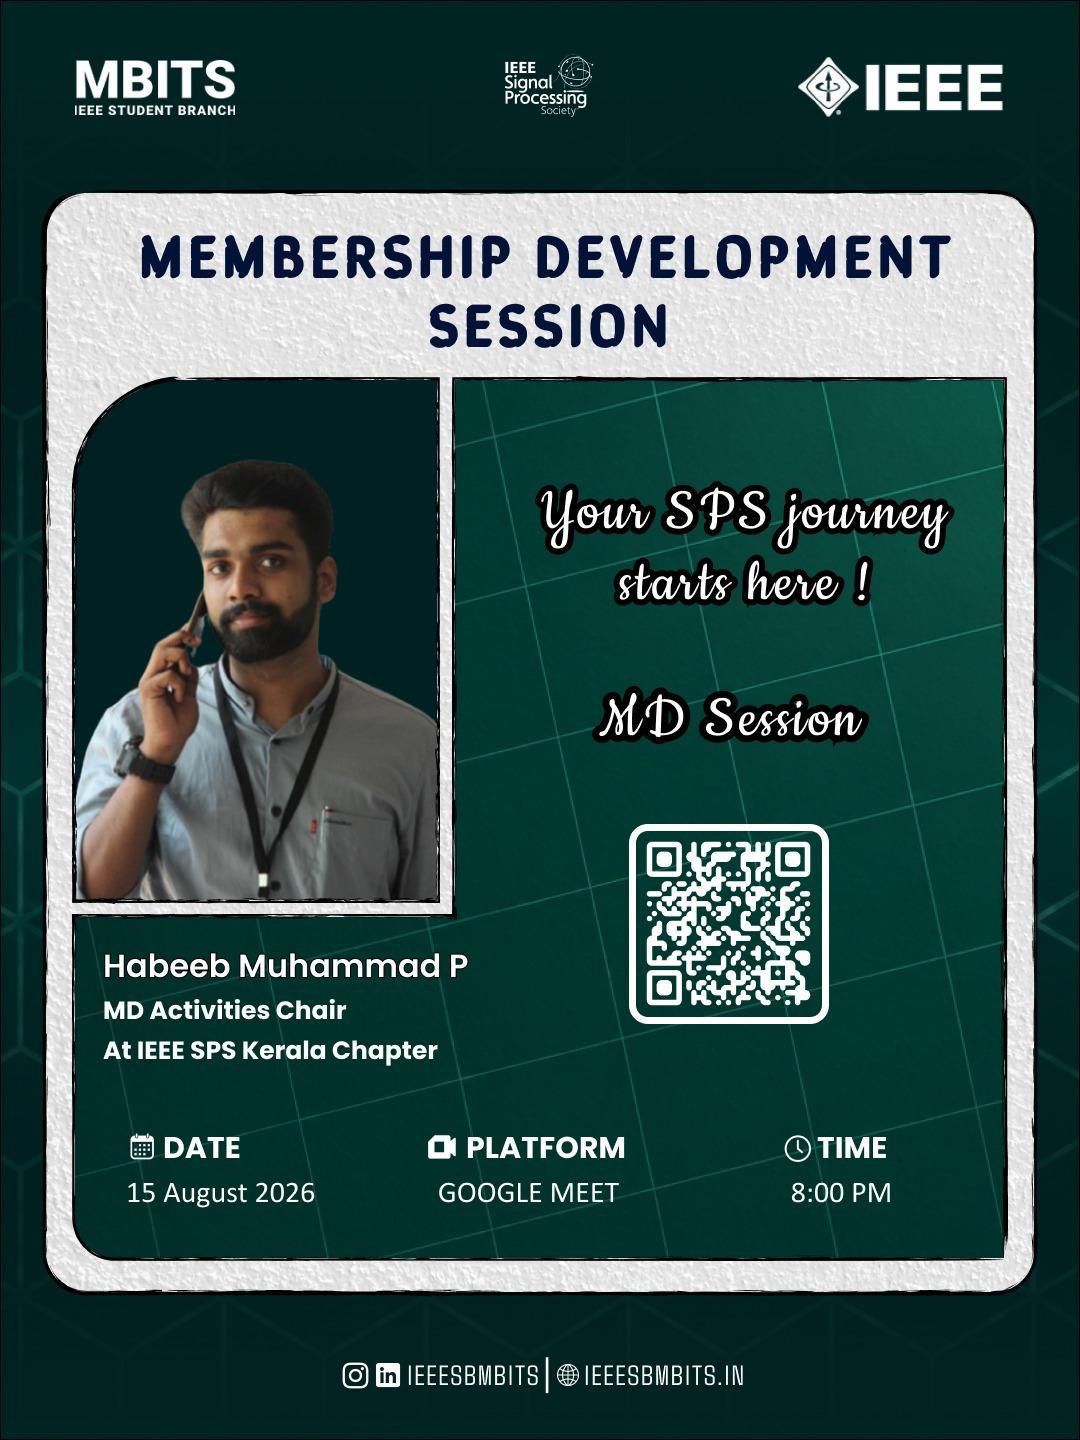 MBITS
IEEE STUDENT BRANCH
IEEE
Signal
Processing
Society
IEEE
MEMBERSHIP DEVELOPMENT
SESSION
Your SPS journey
starts here !
MD Session
Habeeb Muhammad P
MD Activities Chair
At IEEE SPS Kerala Chapter
DATE
15 August 2026
PLATFORM
GOOGLE MEET
TIME
8:00 PM
IEEESBMBITS
IEEESBMBITS.IN